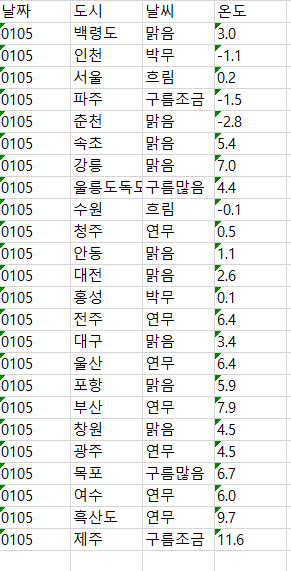 날짜 도시 날씨 온도
0105 백령도 맑음 3.0
0105 인천 박무 -1.1
0105 서울 흐림 0.2
0105 파주 구름조금 -1.5
0105 춘천 맑음 -2.8
0105 속초 맑음 5.4
0105 강릉 맑음 7.0
0105 울릉도독도 구름많음 4.4
0105 수원 흐림 -0.1
0105 청주 연무 0.5
0105 안동 맑음 1.1
0105 대전 맑음 2.6
0105 홍성 박무 0.1
0105 전주 연무 6.4
0105 대구 맑음 3.4
0105 울산 연무 6.4
0105 포항 맑음 5.9
0105 부산 연무 7.9
0105 창원 맑음 4.5
0105 광주 연무 4.5
0105 목포 구름많음 6.7
0105 여수 연무 6.0
0105 흑산도 연무 9.7
0105 제주 구름조금 11.6